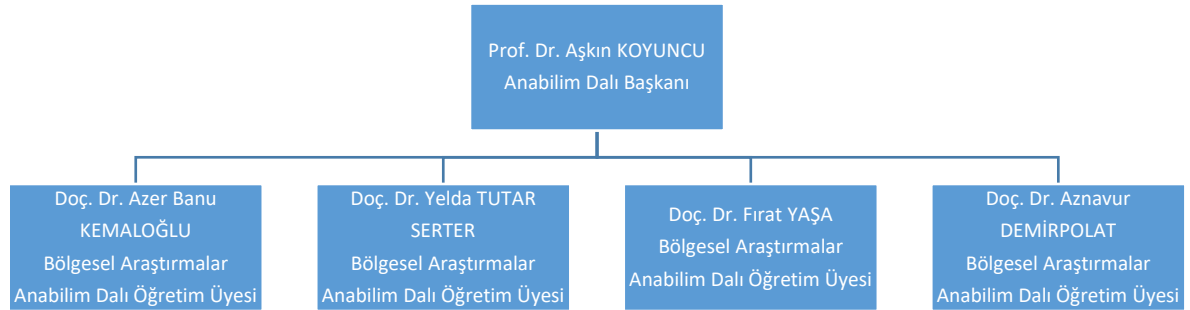 Prof. Dr. Aşkın KOYUNCU
Anabilim Dalı Başkanı
Doç. Dr. Azer Banu
KEMALOĞLU
Bölgesel Araştırmalar
Anabilim Dalı Öğretim Üyesi
Doç. Dr. Yelda TUTAR
SERTER
Bölgesel Araştırmalar
Anabilim Dalı Öğretim Üyesi
Doç. Dr. Fırat YAŞA
Bölgesel Araştırmalar
Anabilim Dalı Öğretim Üyesi
Doç. Dr. Aznavur
DEMİRPOLAT
Bölgesel Araştırmalar
Anabilim Dalı Öğretim Üyesi